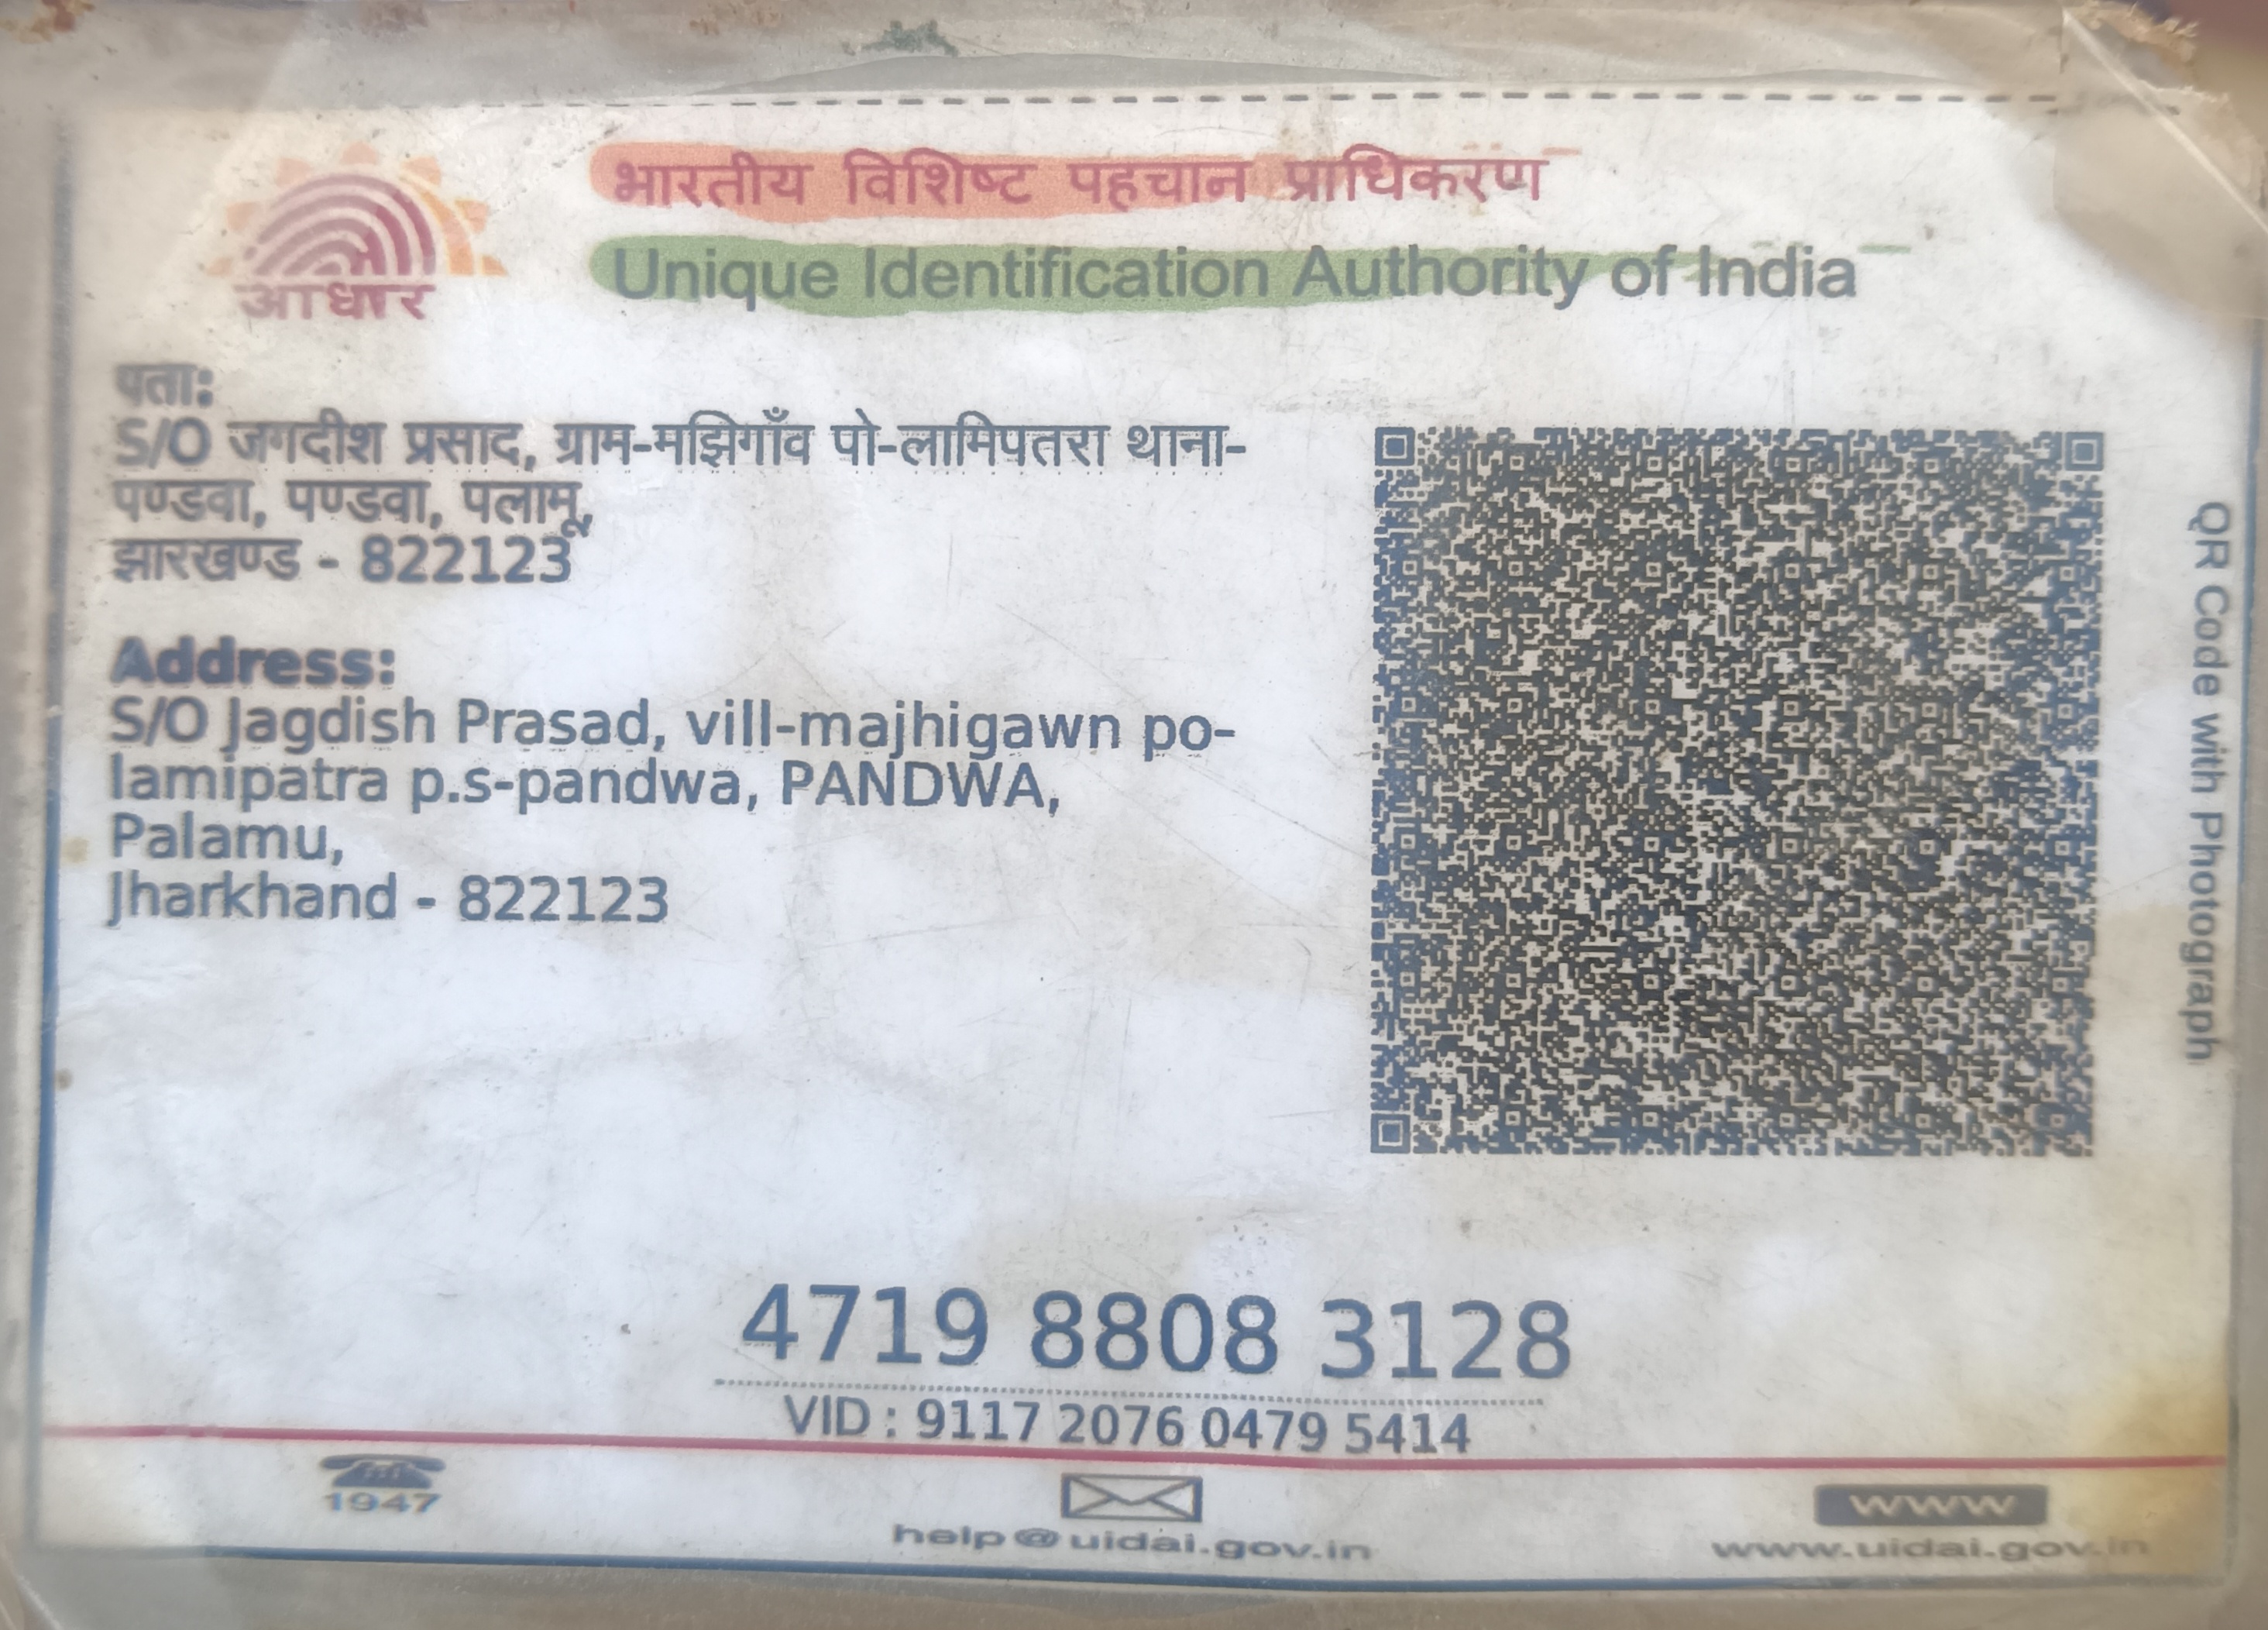 भारतीय विशिष्ट पहचान प्राधिकरण
Unique Identification Authority of India
आधार
पता:
S/O जगदीश प्रसाद, ग्राम-मझिगाँव पो-लामिपतरा थाना-
पण्डवा, पण्डवा, पलामू,
झारखण्ड - 822123
Address:
S/O Jagdish Prasad, vill-majhigawn po-
lamipatra p.s-pandwa, PANDWA,
Palamu,
Jharkhand - 822123
QR Code with Photograph
4719 8808 3128
VID : 9117 2076 0479 5414
1947
help@uidai.gov.in
www
www.uidai.gov.in